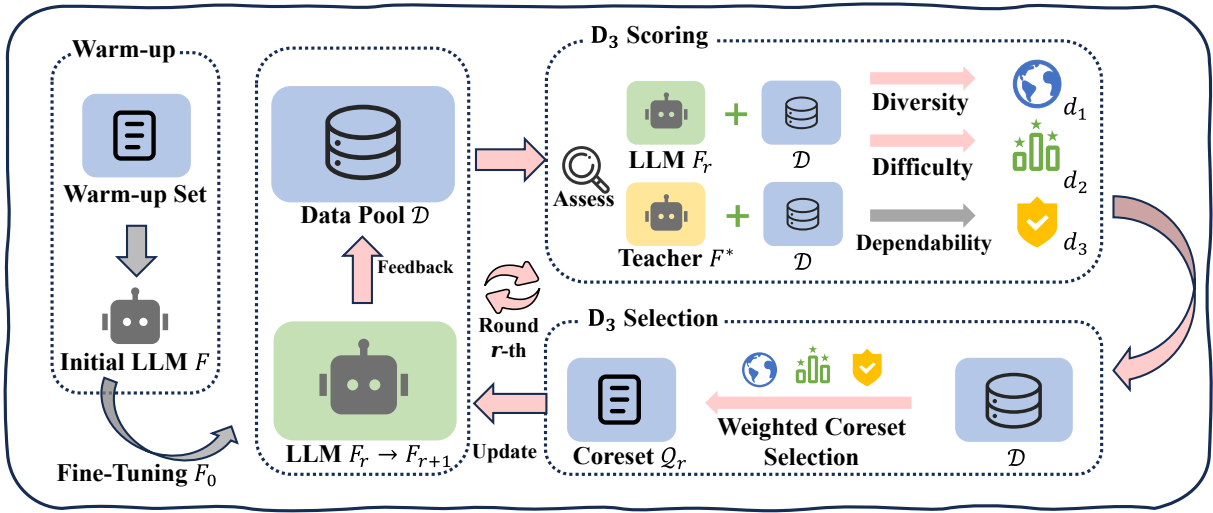 Warm-up
Warm-up Set
Initial LLM F
Fine-Tuning F₀
Data Pool 𝒟
Feedback
LLM Fᵣ → Fᵣ₊₁
Round
r-th
Update
D₃ Scoring
Assess
LLM Fᵣ
+
𝒟
Diversity
d₁
Difficulty
d₂
Teacher F*
+
𝒟
Dependability
d₃
D₃ Selection
Coreset 𝒬ᵣ
Weighted Coreset
Selection
𝒟